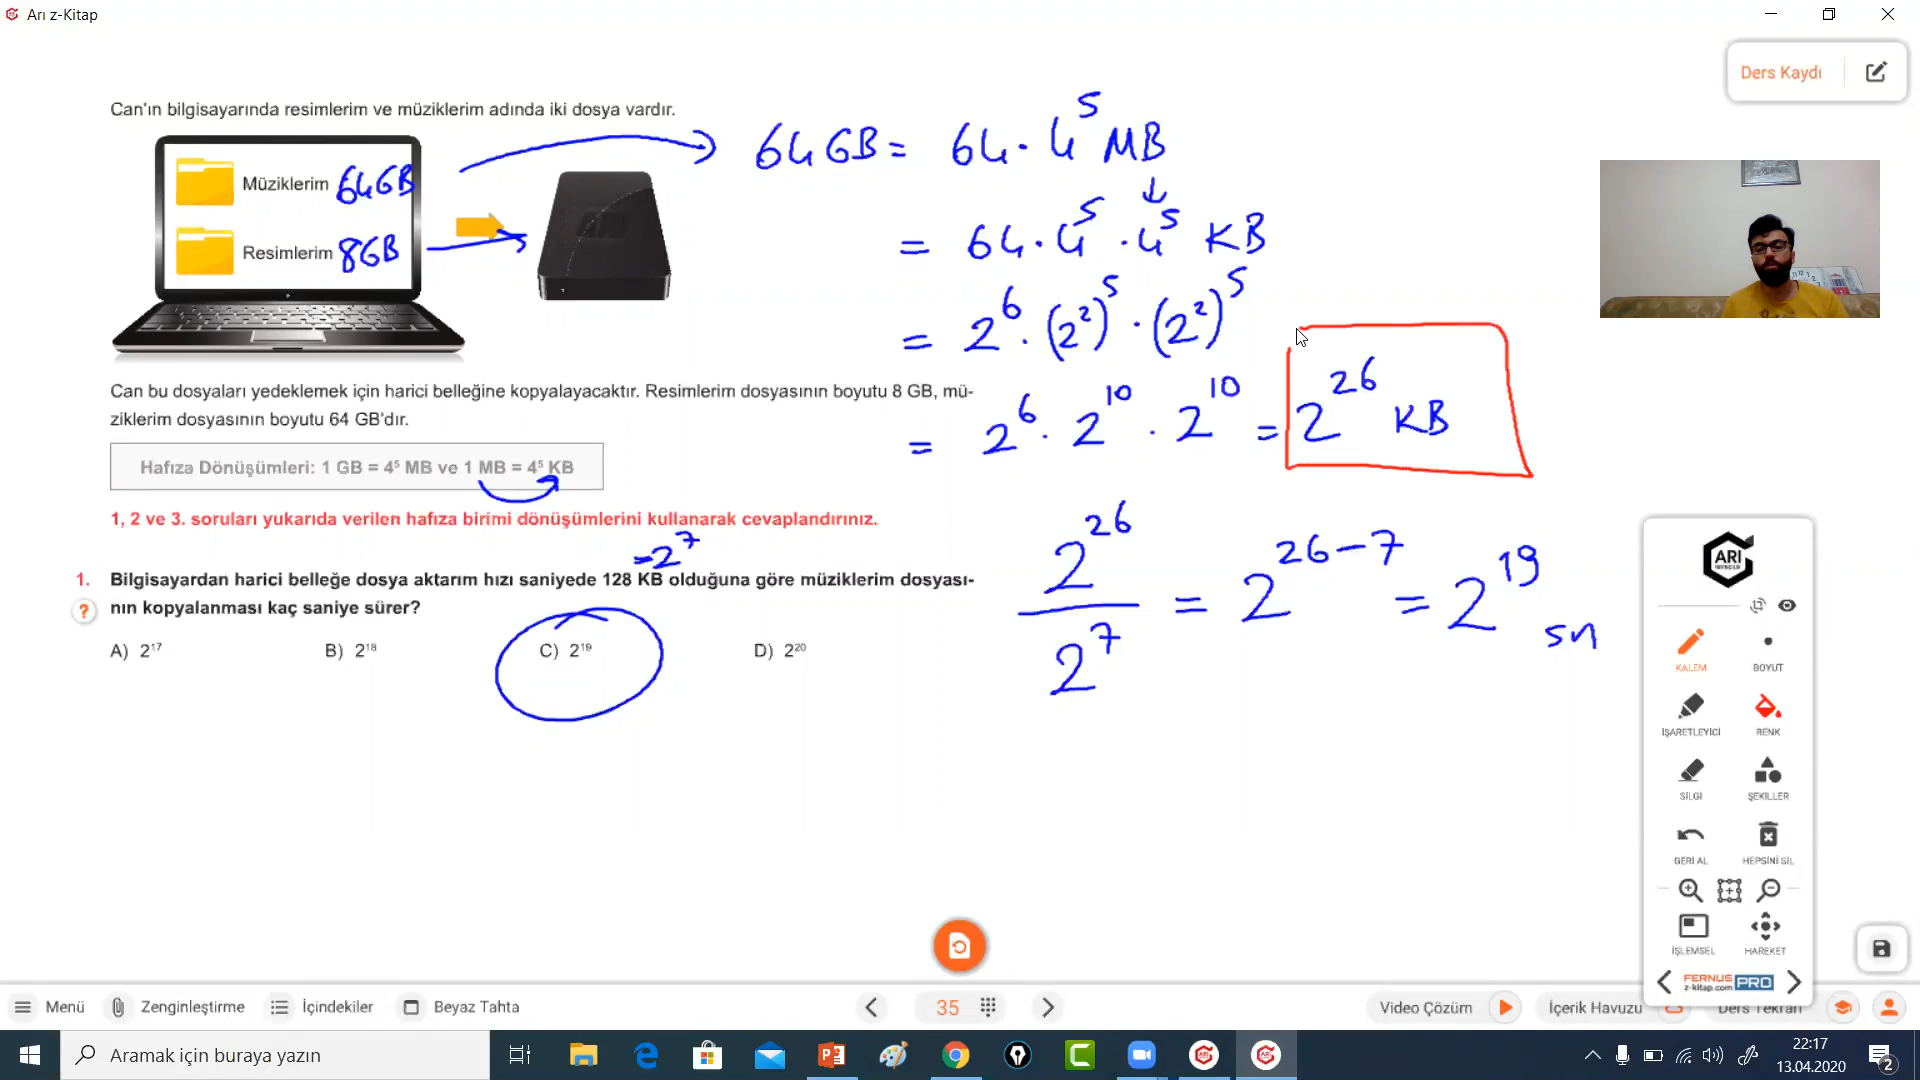 Arı z-Kitap
Ders Kaydı
Can'ın bilgisayarında resimlerim ve müziklerim adında iki dosya vardır.
Müziklerim 64GB
Resimlerim 8GB
64GB = 64 · 4⁵ MB
= 64 · 4⁵ · 4⁵ KB
= 2⁶ · (2²)⁵ · (2²)⁵
= 2⁶ · 2¹⁰ · 2¹⁰ = 2²⁶ KB
Can bu dosyaları yedeklemek için harici belleğine kopyalayacaktır. Resimlerim dosyasının boyutu 8 GB, mü-
ziklerim dosyasının boyutu 64 GB'dır.
Hafıza Dönüşümleri: 1 GB = 4⁵ MB ve 1 MB = 4⁵ KB
1, 2 ve 3. soruları yukarıda verilen hafıza birimi dönüşümlerini kullanarak cevaplandırınız.
=2⁷
1. Bilgisayardan harici belleğe dosya aktarım hızı saniyede 128 KB olduğuna göre müziklerim dosyası-
? nın kopyalanması kaç saniye sürer?
A) 2¹⁷ B) 2¹⁸ C) 2¹⁹ D) 2²⁰
2²⁶ / 2⁷ = 2²⁶⁻⁷ = 2¹⁹ sn
ARI
KALEM BOYUT
İŞARETLEYİCİ RENK
SİLGİ ŞEKİLLER
GERİ AL HEPSİNİ SİL
İŞLEMSEL HAREKET
FERNUS
z-kitap.com PRO
Menü Zenginleştirme İçindekiler Beyaz Tahta 35 Video Çözüm İçerik Havuzu Ders Tekrarı
Aramak için buraya yazın
22:17
13.04.2020
2